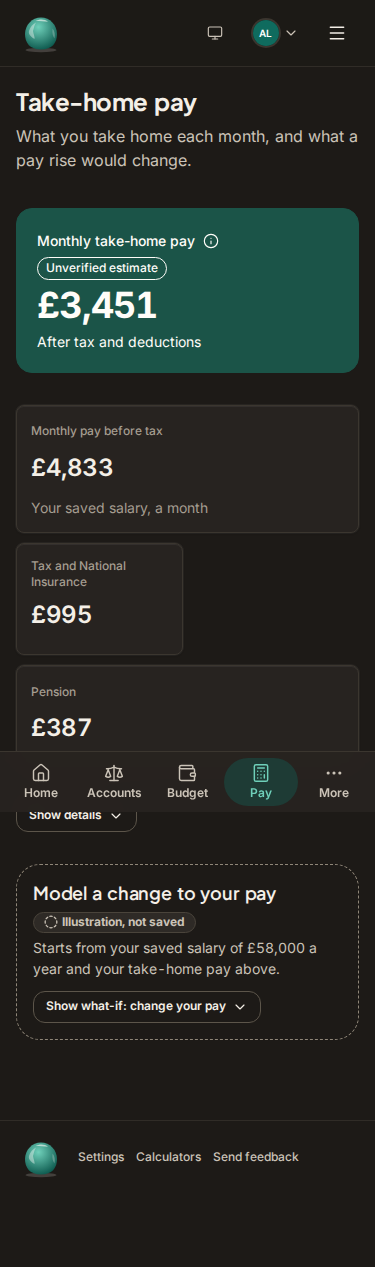 AL
Take-home pay
What you take home each month, and what a
pay rise would change.
Monthly take-home pay
Unverified estimate
£3,451
After tax and deductions
Monthly pay before tax
£4,833
Your saved salary, a month
Tax and National
Insurance
£995
Pension
£387
Home Accounts Budget Pay More
Show details
Model a change to your pay
Illustration, not saved
Starts from your saved salary of £58,000 a
year and your take-home pay above.
Show what-if: change your pay
Settings Calculators Send feedback